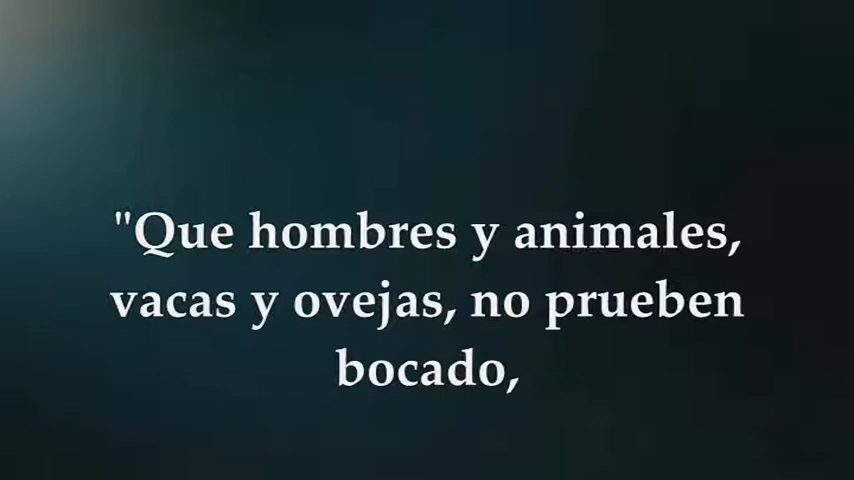 "Que hombres y animales,
vacas y ovejas, no prueben
bocado,